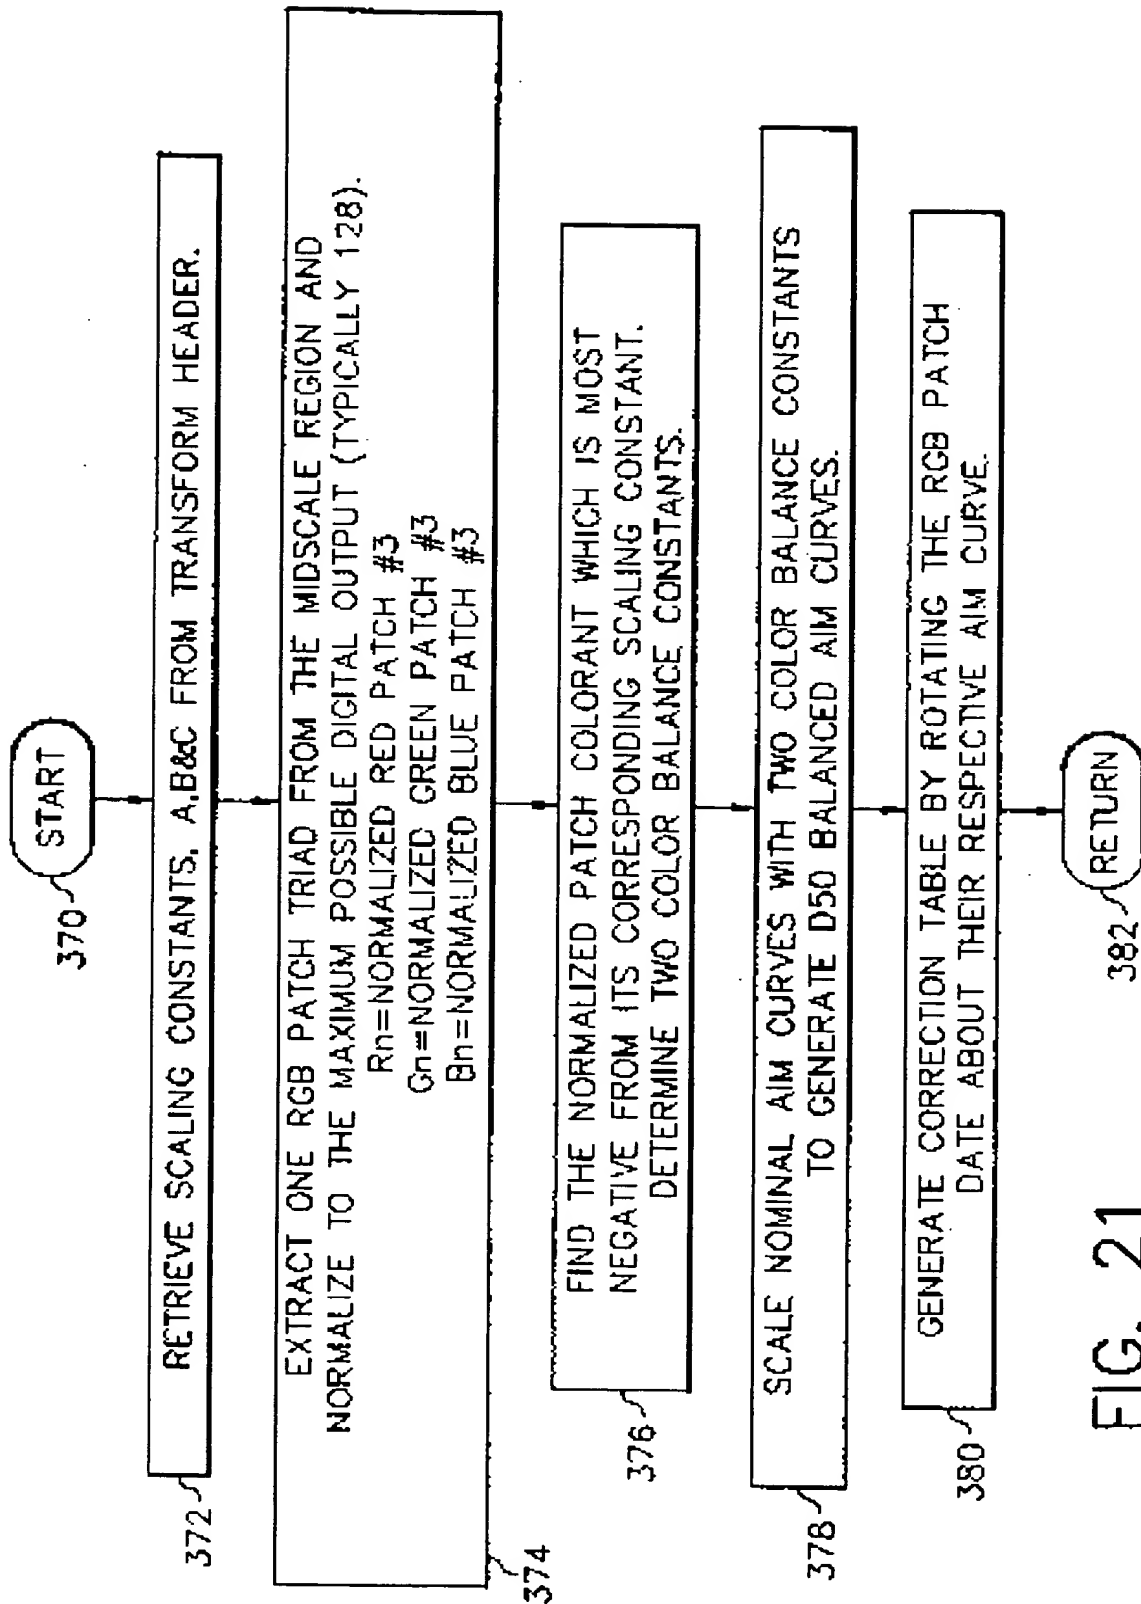 START
370
RETRIEVE SCALING CONSTANTS, A,B&C FROM TRANSFORM HEADER.
372
EXTRACT ONE RGB PATCH TRIAD FROM THE MIDSCALE REGION AND
NORMALIZE TO THE MAXIMUM POSSIBLE DIGITAL OUTPUT (TYPICALLY 128).
Rn=NORMALIZED RED PATCH #3
Gn=NORMALIZED GREEN PATCH #3
Bn=NORMALIZED BLUE PATCH #3
374
FIND THE NORMALIZED PATCH COLORANT WHICH IS MOST
NEGATIVE FROM ITS CORRESPONDING SCALING CONSTANT.
DETERMINE TWO COLOR BALANCE CONSTANTS.
376
SCALE NOMINAL AIM CURVES WITH TWO COLOR BALANCE CONSTANTS
TO GENERATE D50 BALANCED AIM CURVES.
378
GENERATE CORRECTION TABLE BY ROTATING THE RGB PATCH
DATE ABOUT THEIR RESPECTIVE AIM CURVE.
380
RETURN
382
FIG. 21